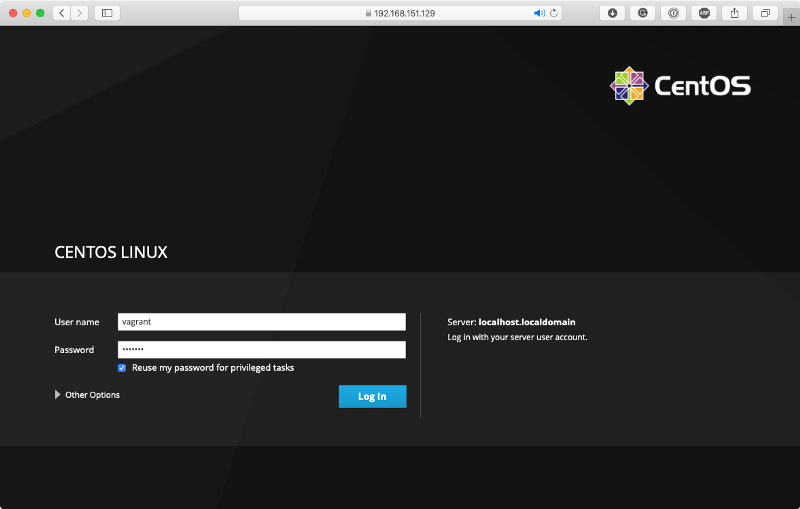 192.168.151.129
ABP
CentOS
CENTOS LINUX
User name
vagrant
Password
•••••••
Reuse my password for privileged tasks
Other Options
Log In
Server: localhost.localdomain
Log in with your server user account.